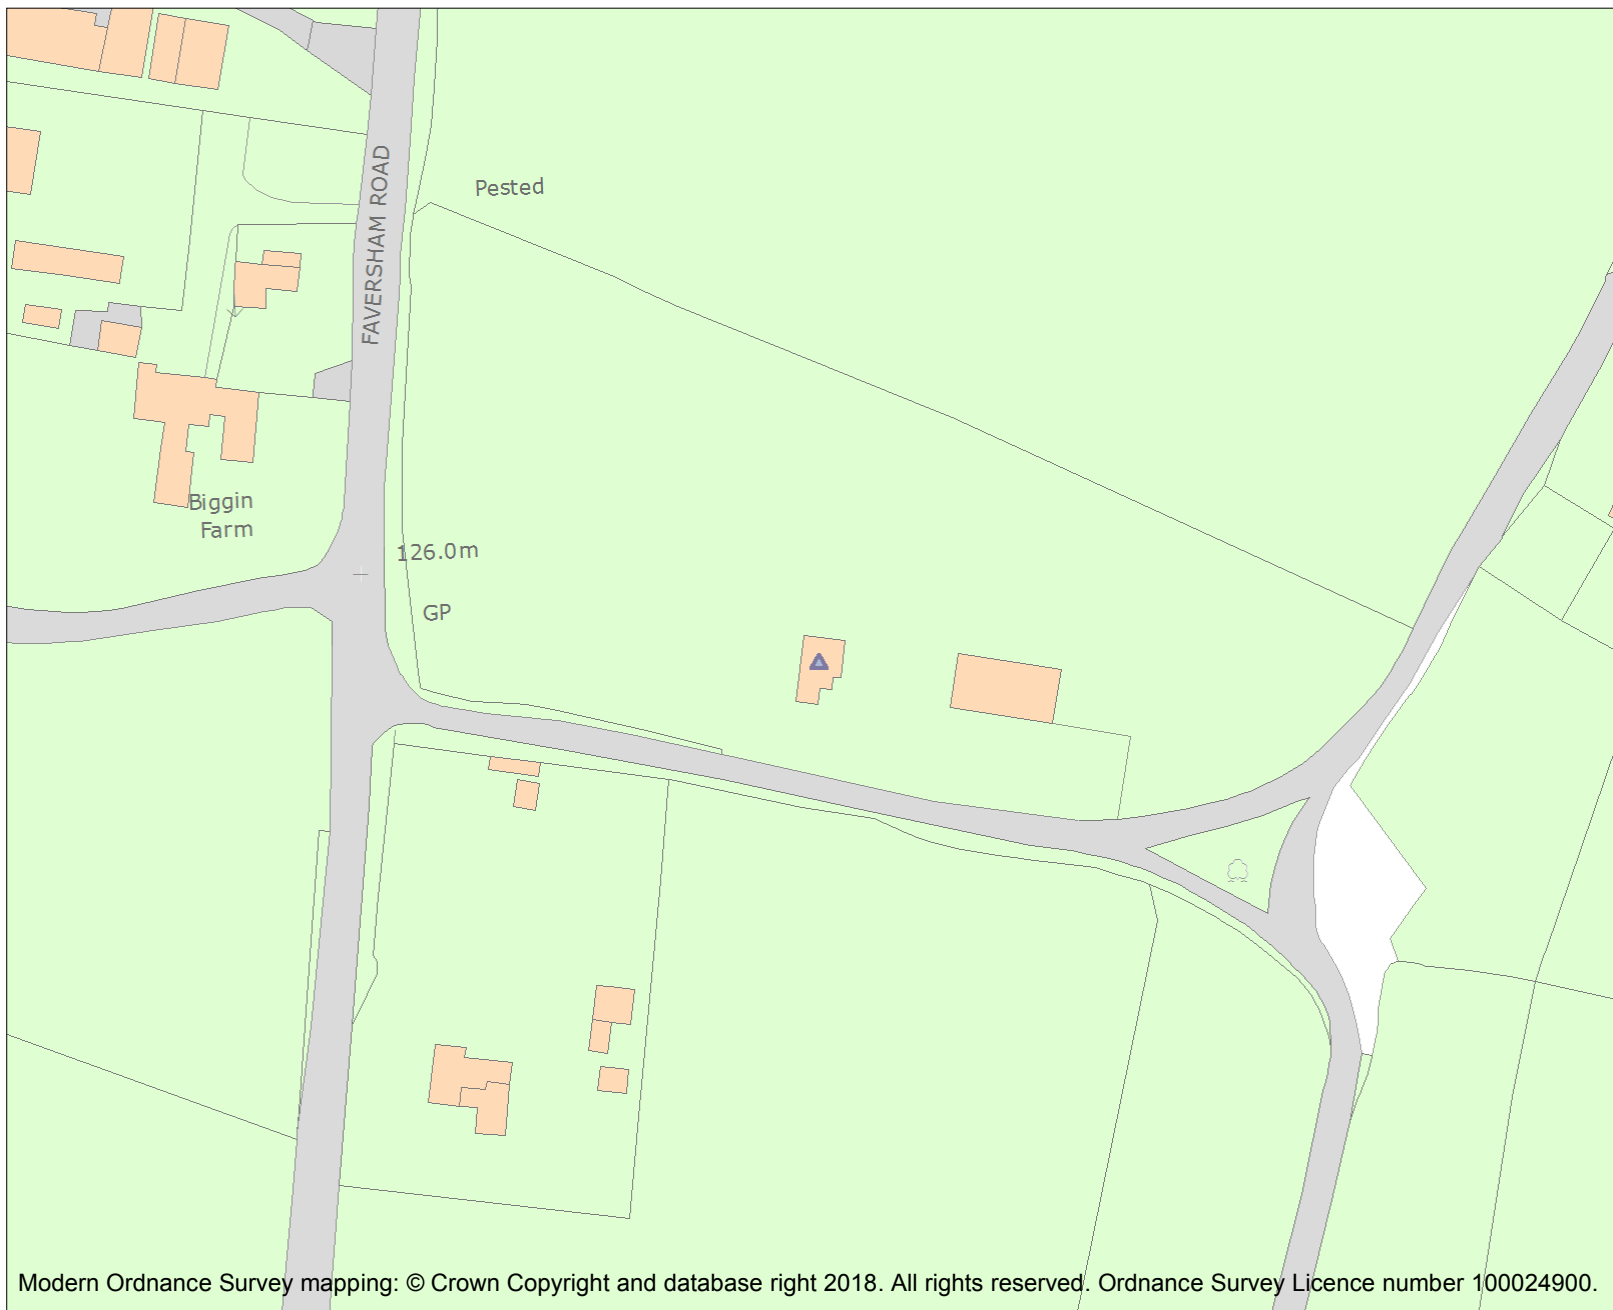 Pested
FAVERSHAM ROAD
Biggin
Farm
126.0m
GP
Modern Ordnance Survey mapping: © Crown Copyright and database right 2018. All rights reserved. Ordnance Survey Licence number 100024900.